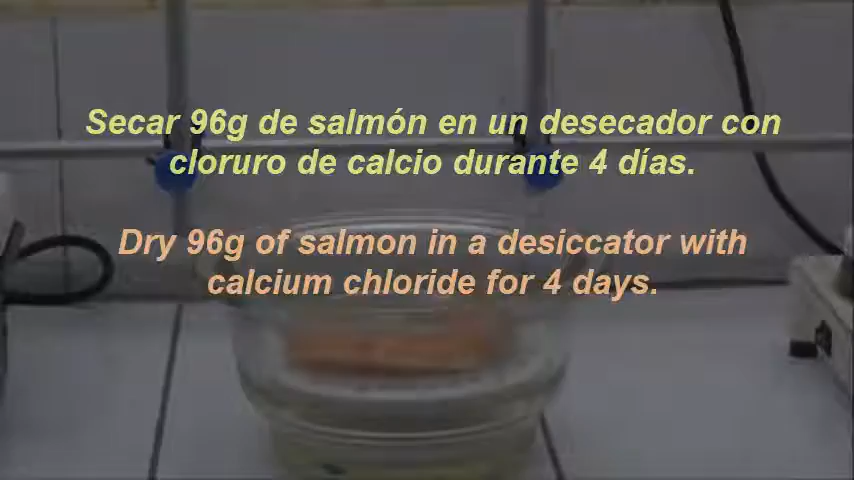 Secar 96g de salmón en un desecador con
cloruro de calcio durante 4 días.
Dry 96g of salmon in a desiccator with
calcium chloride for 4 days.